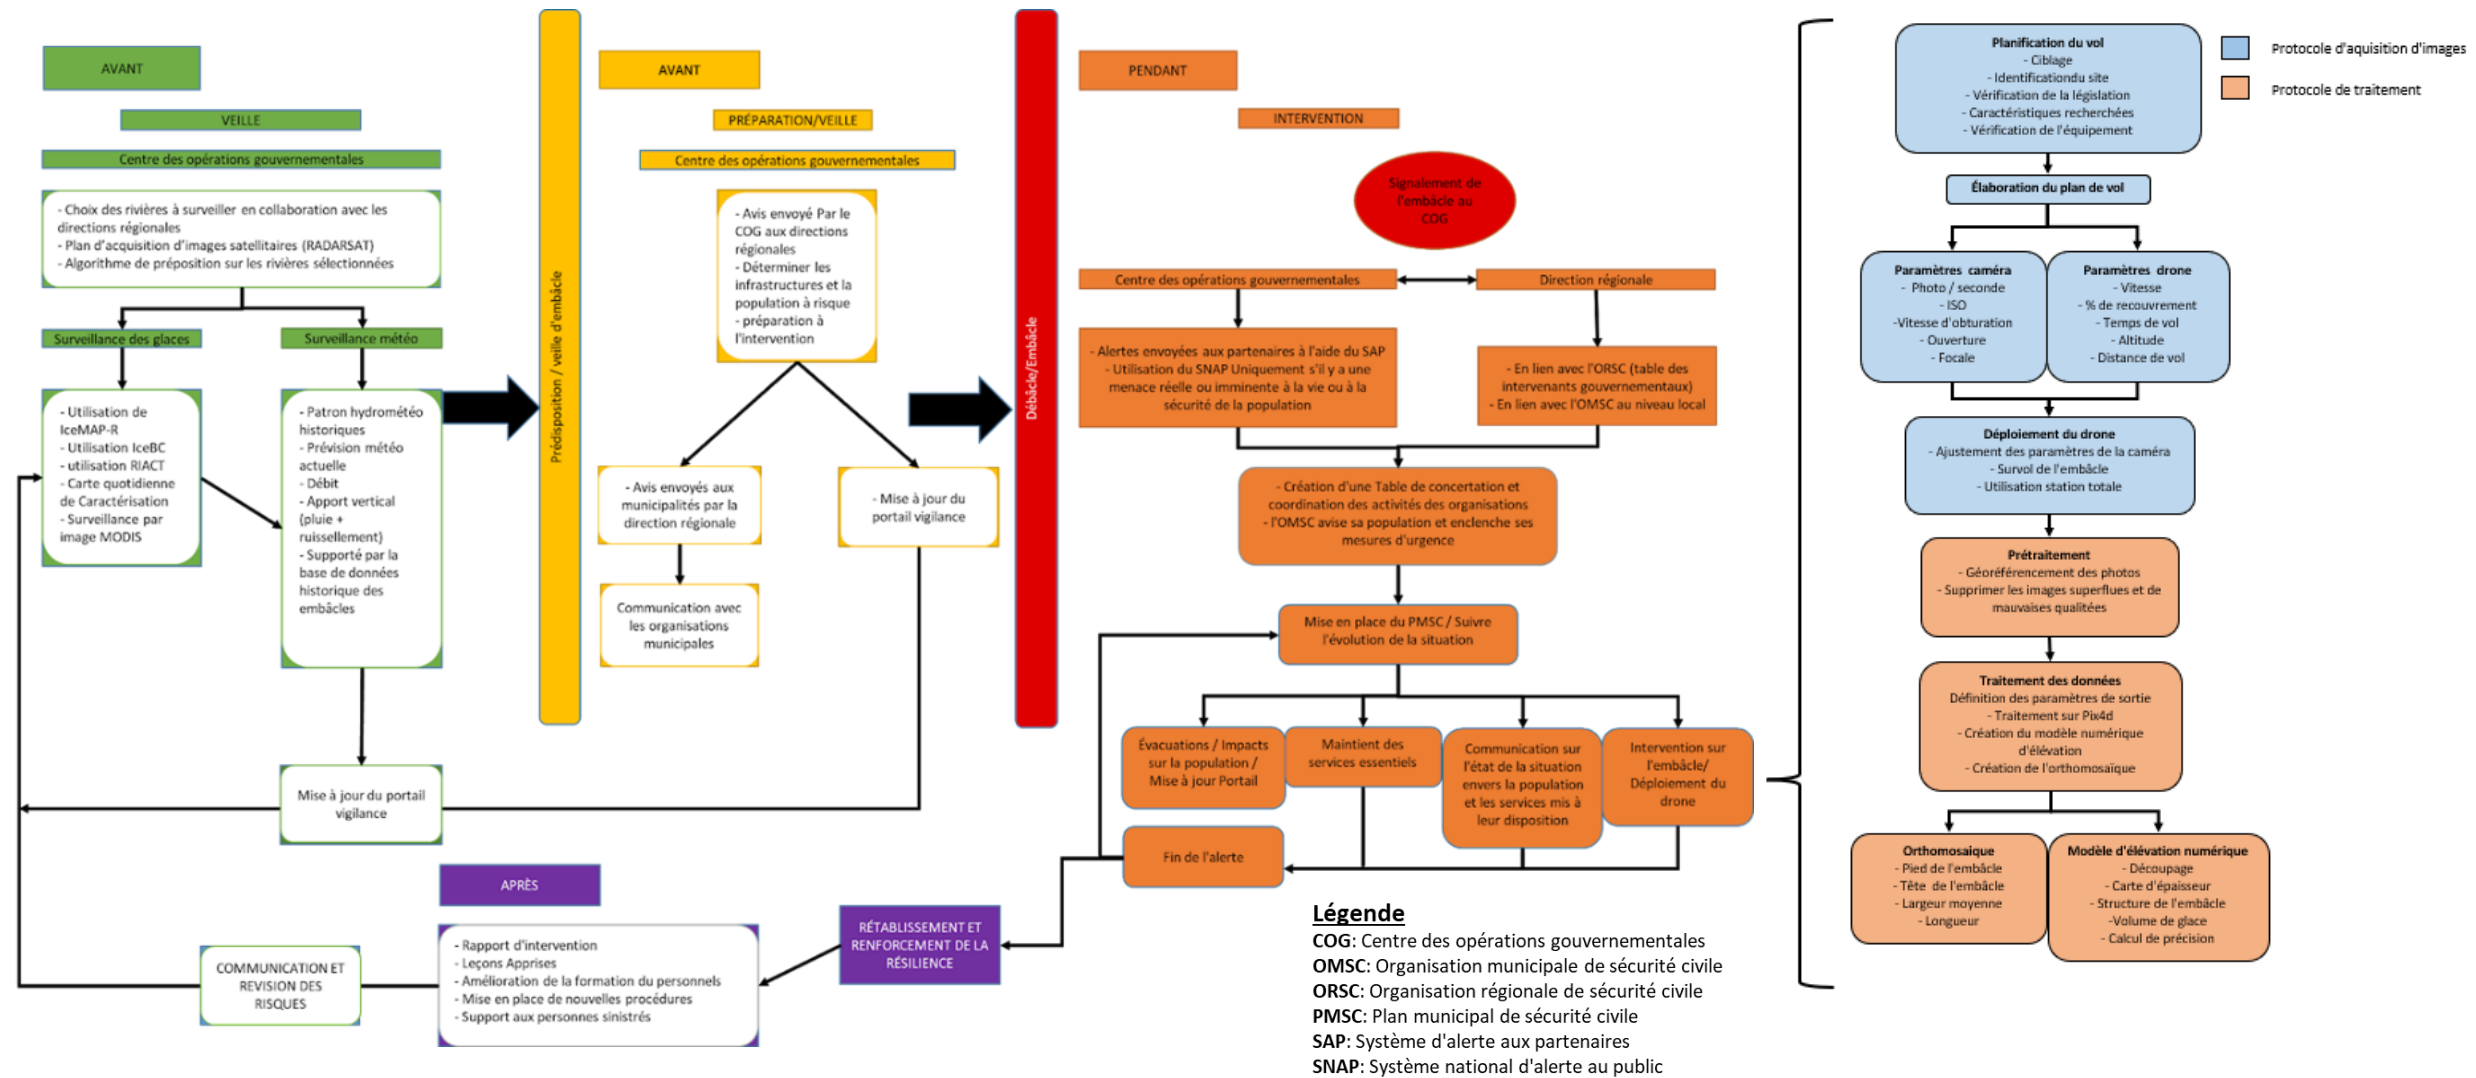 AVANT
VEILLE
Centre des opérations gouvernementales
- Choix des rivières à surveiller en collaboration avec les
directions régionales
- Plan d'acquisition d'images satellitaires (RADARSAT)
- Algorithme de préposition sur les rivières sélectionnées
Surveillance des glaces
Surveillance météo
- Utilisation de
IceMAP-R
- Utilisation IceBC
- utilisation RIACT
- Carte quotidienne
de Caractérisation
- Surveillance par
image MODIS
- Patron hydrométéo
historiques
- Prévision météo
actuelle
- Débit
- Apport vertical
(pluie +
ruissellement)
- Supporté par la
base de données
historique des
embâcles
Mise à jour du portail
vigilance
Prédisposition / veille d'embâcle
AVANT
PRÉPARATION/VEILLE
Centre des opérations gouvernementales
- Avis envoyé Par le
COG aux directions
régionales
- Déterminer les
infrastructures et la
population à risque
- préparation à
l'intervention
- Avis envoyés aux
municipalités par la
direction régionale
- Mise à jour du
portail vigilance
Communication avec
les organisations
municipales
Débâcle/Embâcle
PENDANT
INTERVENTION
Signalement de
l'embâcle au
COG
Centre des opérations gouvernementales
Direction régionale
- Alertes envoyées aux partenaires à l'aide du SAP
- Utilisation du SNAP Uniquement s'il y a une
menace réelle ou imminente à la vie ou à la
sécurité de la population
- En lien avec l'ORSC (table des
intervenants gouvernementaux)
- En lien avec l'OMSC au niveau local
- Création d'une Table de concertation et
coordination des activités des organisations
- l'OMSC avise sa population et enclenche ses
mesures d'urgence
Mise en place du PMSC / Suivre
l'évolution de la situation
Évacuations / Impacts
sur la population /
Mise à jour Portail
Maintient des
services essentiels
Communication sur
l'état de la situation
envers la population
et les services mis à
leur disposition
Intervention sur
l'embâcle/
Déploiement du
drone
Fin de l'alerte
APRÈS
RÉTABLISSEMENT ET
RENFORCEMENT DE LA
RÉSILIENCE
- Rapport d'intervention
- Leçons Apprises
- Amélioration de la formation du personnels
- Mise en place de nouvelles procédures
- Support aux personnes sinistrés
COMMUNICATION ET
REVISION DES
RISQUES
Légende
COG: Centre des opérations gouvernementales
OMSC: Organisation municipale de sécurité civile
ORSC: Organisation régionale de sécurité civile
PMSC: Plan municipal de sécurité civile
SAP: Système d'alerte aux partenaires
SNAP: Système national d'alerte au public
Planification du vol
- Ciblage
- Identificationdu site
- Vérification de la législation
- Caractéristiques recherchées
- Vérification de l'équipement
Élaboration du plan de vol
Paramètres caméra
- Photo / seconde
- ISO
-Vitesse d'obturation
- Ouverture
- Focale
Paramètres drone
- Vitesse
- % de recouvrement
- Temps de vol
- Altitude
- Distance de vol
Déploiement du drone
- Ajustement des paramètres de la caméra
- Survol de l'embâcle
- Utilisation station totale
Prétraitement
- Géoréférencement des photos
- Supprimer les images superflues et de
mauvaises qualitées
Traitement des données
Définition des paramètres de sortie
- Traitement sur Pix4d
- Création du modèle numérique
d'élévation
- Création de l'orthomosaïque
Orthomosaique
- Pied de l'embâcle
- Tête de l'embâcle
- Largeur moyenne
- Longueur
Modèle d'élévation numérique
- Découpage
- Carte d'épaisseur
- Structure de l'embâcle
-Volume de glace
- Calcul de précision
Protocole d'aquisition d'images
Protocole de traitement